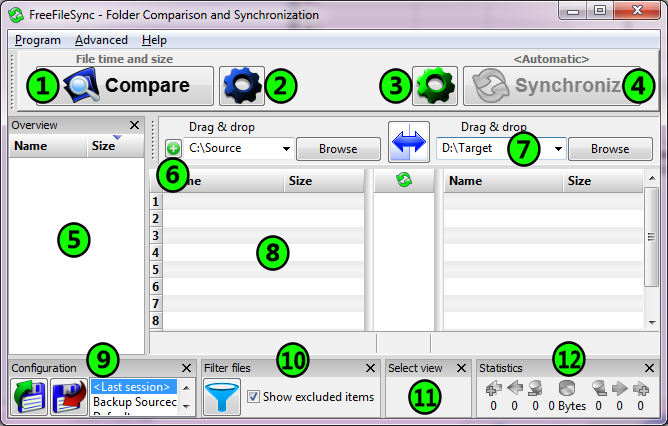 FreeFileSync - Folder Comparison and Synchronization
Program Advanced Help
File time and size <Automatic>
1 Compare 2 3 Synchroniz 4
Overview Drag & drop Drag & drop
Name Size C:\Source Browse D:\Target 7 Browse
6 Size Name Size
1
2
3
5 8
4
5
6
7
8
Configuration 9 Filter files 10 Select view Statistics 12
<Last session>
Backup Sourcec
Show excluded items 11
0 0 0 0 Bytes 0 0 0